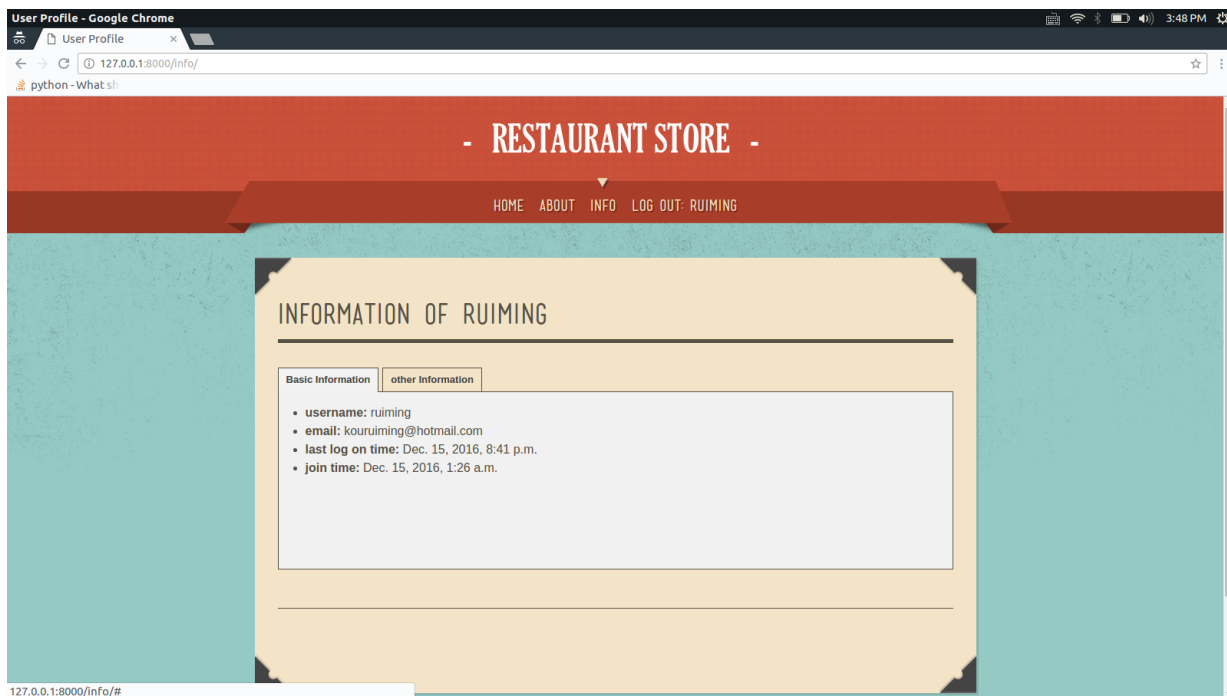 User Profile - Google Chrome
3:48 PM
User Profile
127.0.0.1:8000/info/
python - What sh
- RESTAURANT STORE -
HOME ABOUT INFO LOG OUT: RUIMING
INFORMATION OF RUIMING
Basic Information other Information
• username: ruiming
• email: kouruiming@hotmail.com
• last log on time: Dec. 15, 2016, 8:41 p.m.
• join time: Dec. 15, 2016, 1:26 a.m.
127.0.0.1:8000/info/#